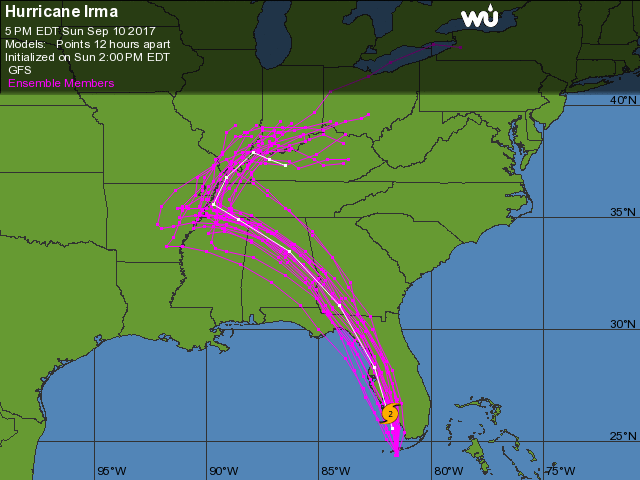 Hurricane Irma
5 PM EDT Sun Sep 10 2017
Models: Points 12 hours apart
Initialized on Sun 2:00 PM EDT
GFS
Ensemble Members
WU
40°N
35°N
30°N
2
25°N
95°W
90°W
85°W
80°W
75°W